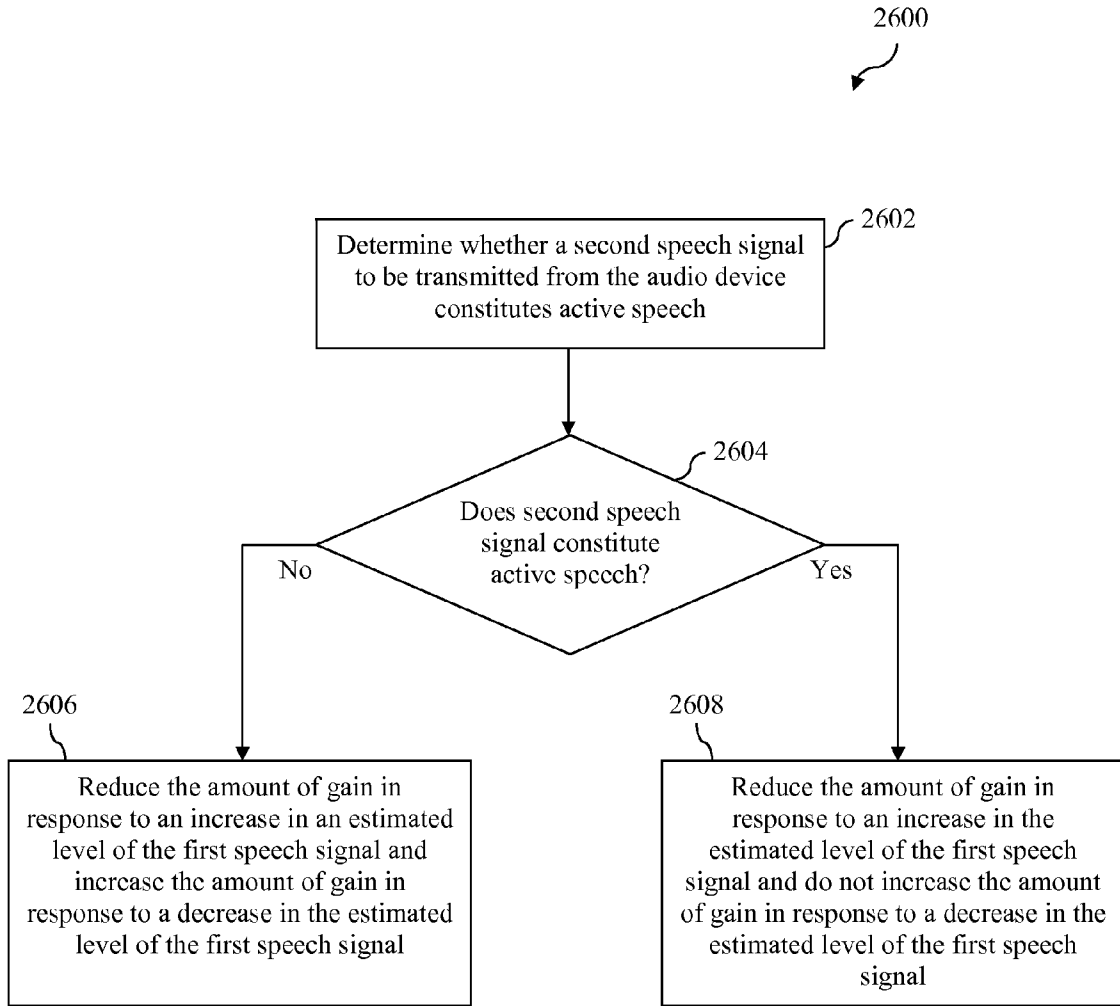 2600
2602
Determine whether a second speech signal
to be transmitted from the audio device
constitutes active speech
2604
Does second speech
signal constitute
active speech?
No
Yes
2606
Reduce the amount of gain in
response to an increase in an estimated
level of the first speech signal and
increase the amount of gain in
response to a decrease in the estimated
level of the first speech signal
2608
Reduce the amount of gain in
response to an increase in the
estimated level of the first speech
signal and do not increase the amount
of gain in response to a decrease in the
estimated level of the first speech
signal